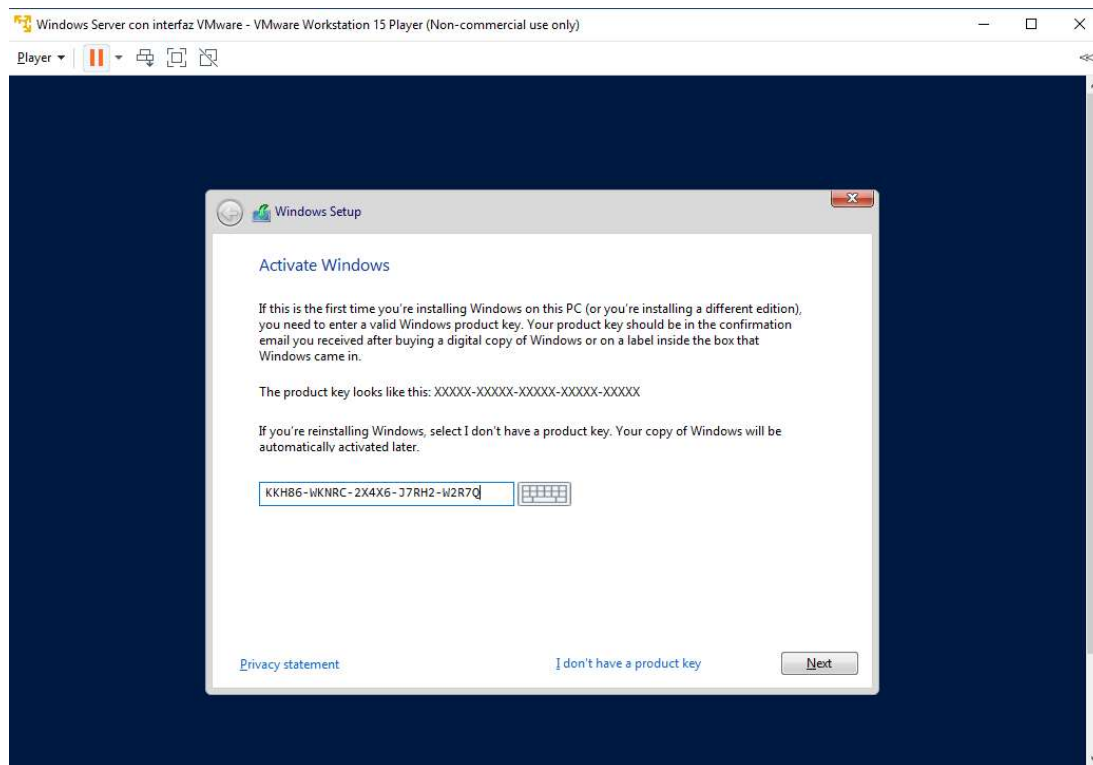 Windows Server con interfaz VMware - VMware Workstation 15 Player (Non-commercial use only)
Player
Windows Setup
Activate Windows
If this is the first time you're installing Windows on this PC (or you're installing a different edition),
you need to enter a valid Windows product key. Your product key should be in the confirmation
email you received after buying a digital copy of Windows or on a label inside the box that
Windows came in.
The product key looks like this: XXXXX-XXXXX-XXXXX-XXXXX-XXXXX
If you're reinstalling Windows, select I don't have a product key. Your copy of Windows will be
automatically activated later.
KKH86-WKNRC-2X4X6-J7RH2-W2R7Q
Privacy statement
I don't have a product key
Next